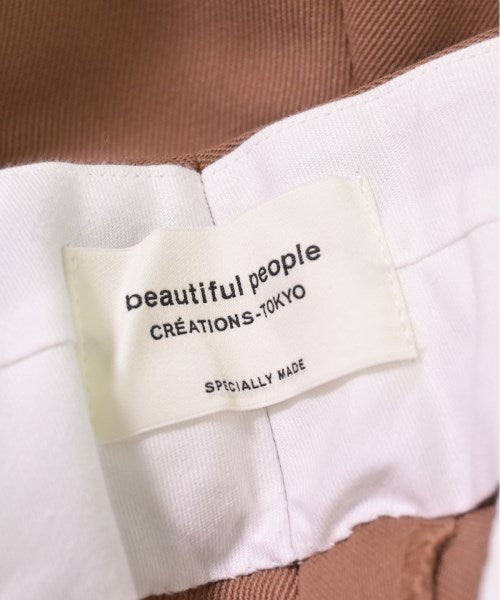 beautiful people
CRÉATIONS-TOKYO
SPECIALLY MADE